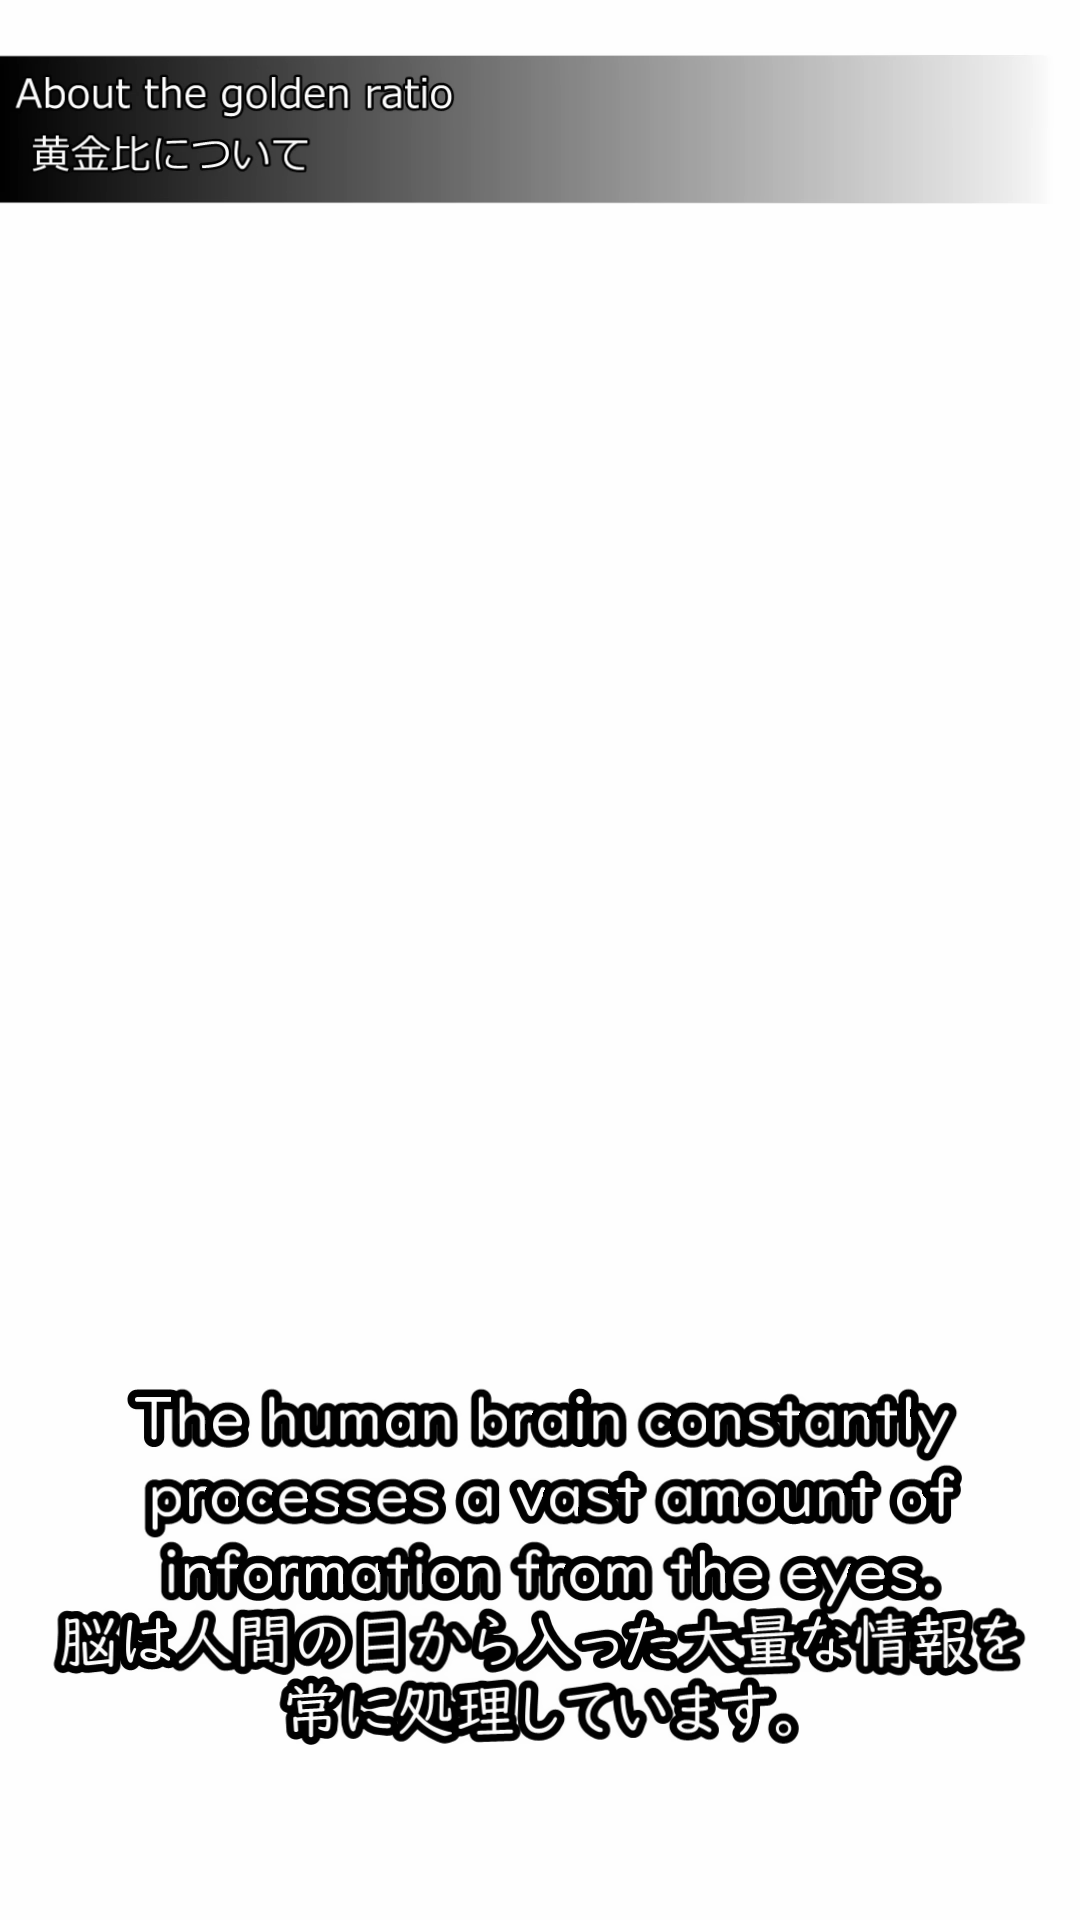 About the golden ratio
黄金比について
The human brain constantly
processes a vast amount of
information from the eyes.
脳は人間の目から入った大量な情報を
常に処理しています。